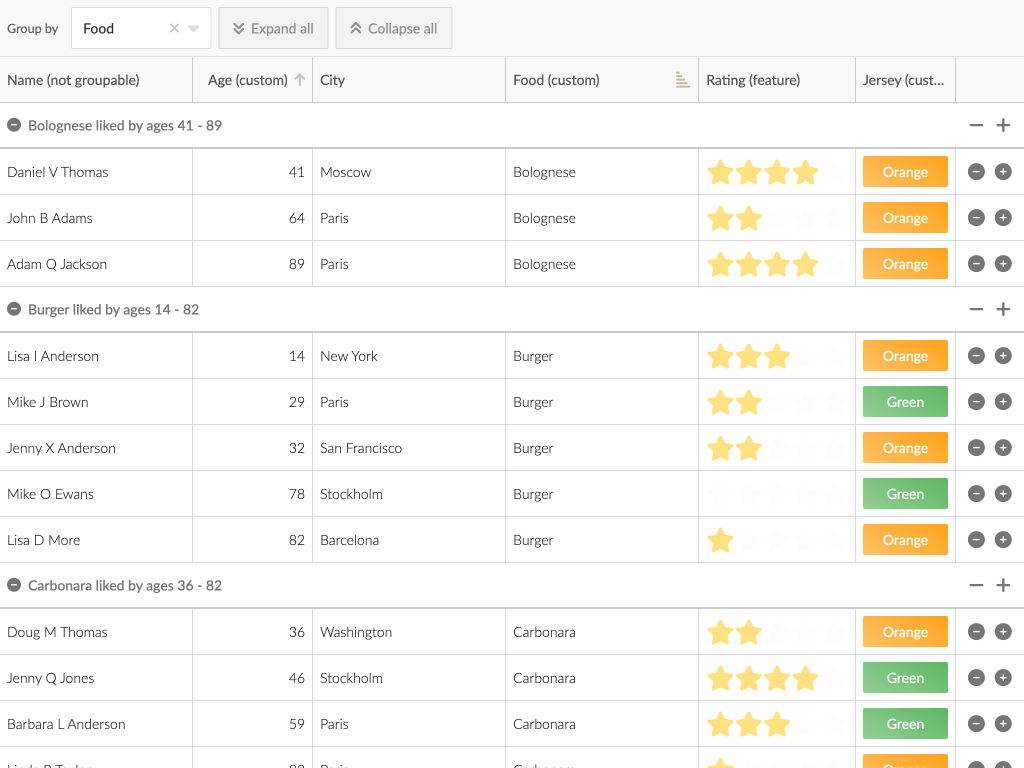 Group by Food Expand all Collapse all
Name (not groupable) Age (custom) City Food (custom) Rating (feature) Jersey (cust...
Bolognese liked by ages 41 - 89
Daniel V Thomas 41 Moscow Bolognese Orange
John B Adams 64 Paris Bolognese Orange
Adam Q Jackson 89 Paris Bolognese Orange
Burger liked by ages 14 - 82
Lisa I Anderson 14 New York Burger Orange
Mike J Brown 29 Paris Burger Green
Jenny X Anderson 32 San Francisco Burger Orange
Mike O Ewans 78 Stockholm Burger Green
Lisa D More 82 Barcelona Burger Orange
Carbonara liked by ages 36 - 82
Doug M Thomas 36 Washington Carbonara Orange
Jenny Q Jones 46 Stockholm Carbonara Green
Barbara L Anderson 59 Paris Carbonara Green